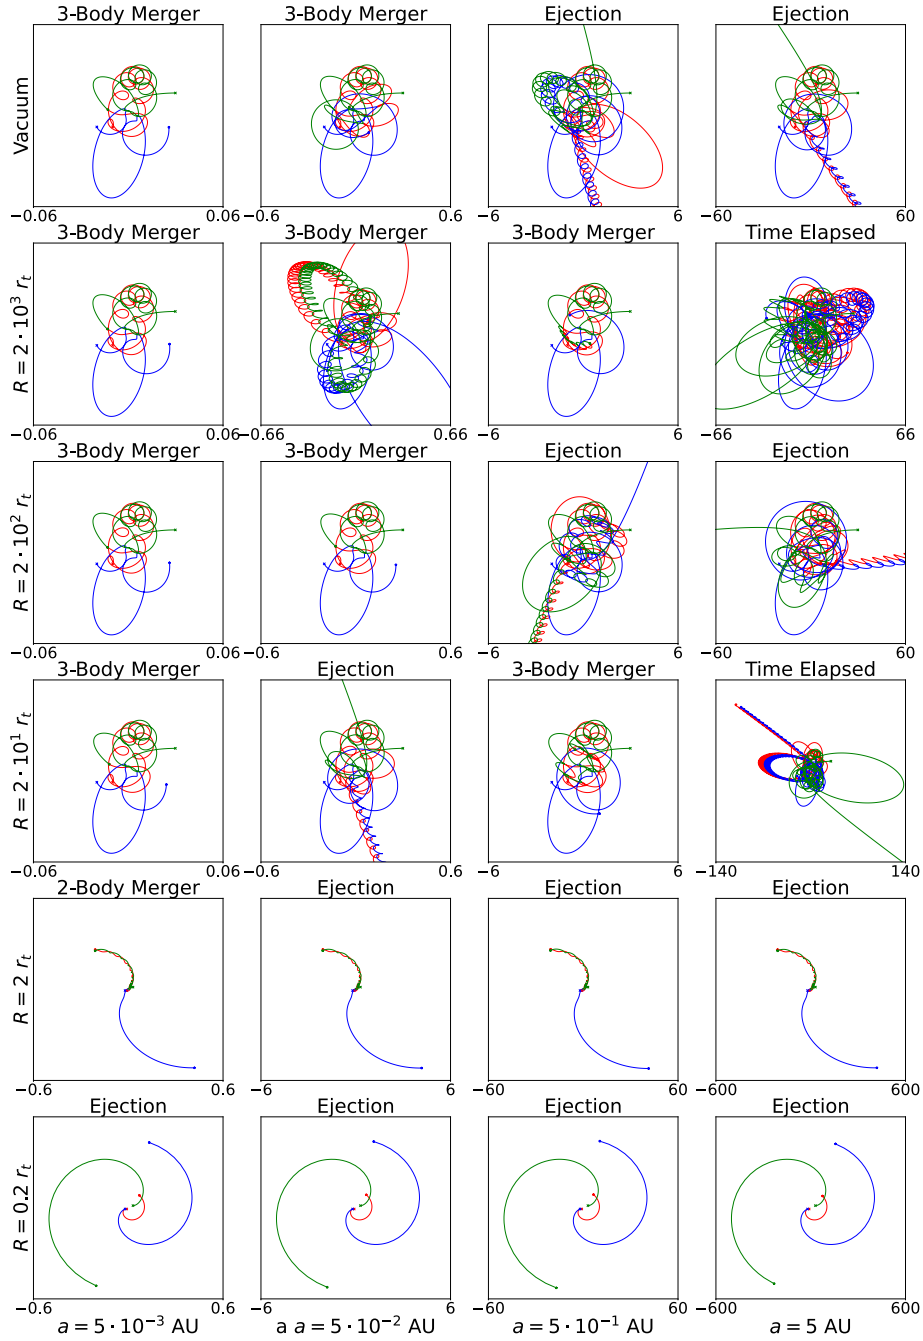 3-Body Merger 3-Body Merger Ejection Ejection
Vacuum
−0.06 0.06 −0.6 0.6 −6 6 −60 60
3-Body Merger 3-Body Merger 3-Body Merger Time Elapsed
R = 2 · 10³ r_t
−0.06 0.06 −0.66 0.66 −6 6 −66 66
3-Body Merger 3-Body Merger Ejection Ejection
R = 2 · 10² r_t
−0.06 0.06 −0.6 0.6 −6 6 −60 60
3-Body Merger Ejection 3-Body Merger Time Elapsed
R = 2 · 10¹ r_t
−0.06 0.06 −0.6 0.6 −6 6 −140 140
2-Body Merger Ejection Ejection Ejection
R = 2 r_t
−0.6 0.6 −6 6 −60 60 −600 600
Ejection Ejection Ejection Ejection
R = 0.2 r_t
−0.6 0.6 −6 6 −60 60 −600 600
a = 5 · 10⁻³ AU a a = 5 · 10⁻² AU a = 5 · 10⁻¹ AU a = 5 AU